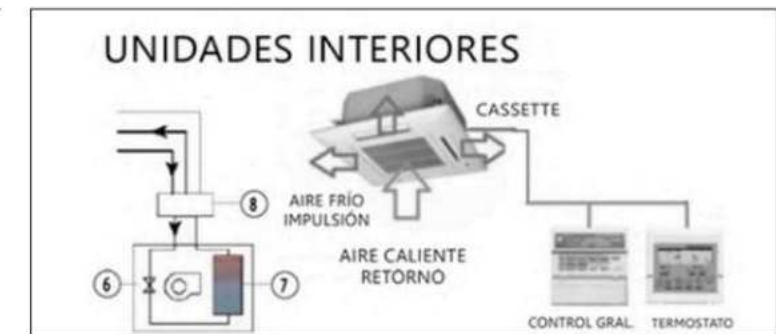 UNIDADES INTERIORES
CASSETTE
8
AIRE FRÍO
IMPULSIÓN
AIRE CALIENTE
RETORNO
6
7
CONTROL GRAL.
TERMOSTATO